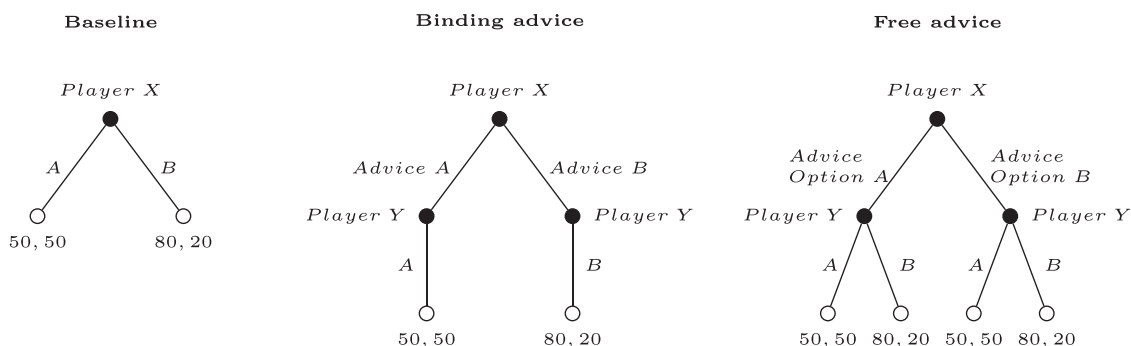 Baseline
Binding advice
Free advice
Player X
Player X
Player X
A
B
Advice A
Advice B
Advice
Option A
Advice
Option B
Player Y
Player Y
Player Y
Player Y
50, 50
80, 20
A
B
A
B
A
B
50, 50
80, 20
50, 50
80, 20
50, 50
80, 20